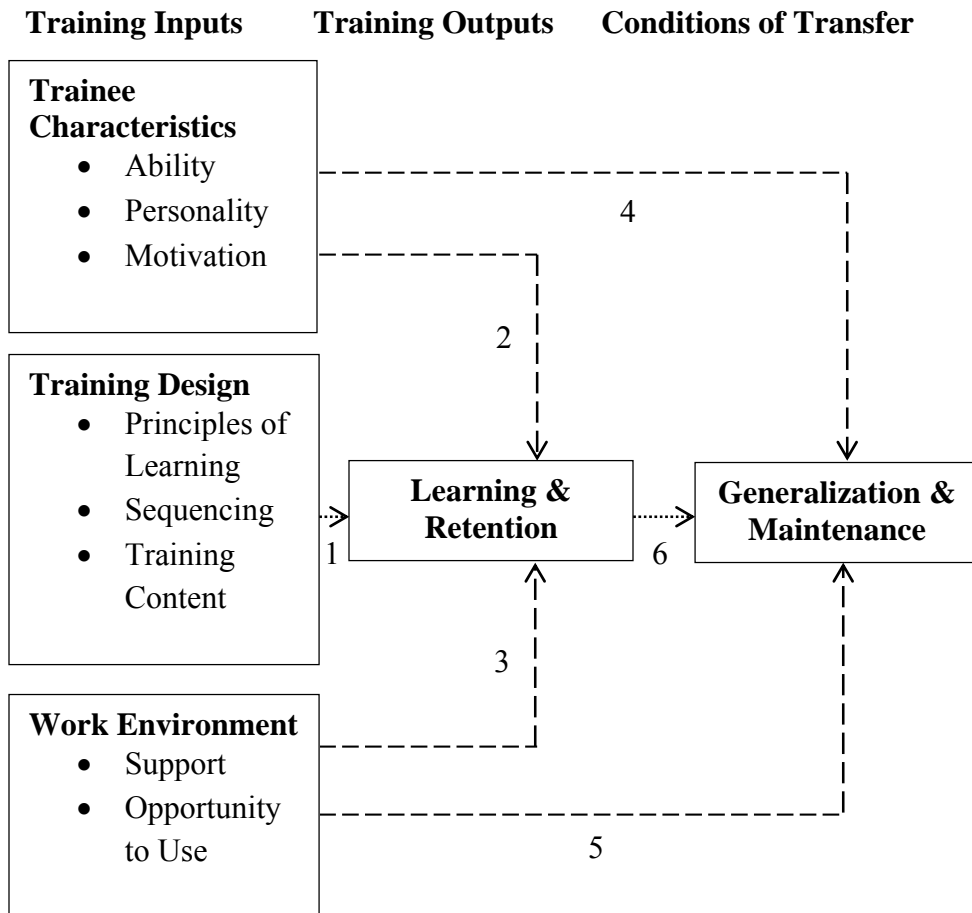 Training Inputs Training Outputs Conditions of Transfer
Trainee
Characteristics
• Ability
• Personality
• Motivation
4
2
Training Design
• Principles of
Learning
• Sequencing
• Training
Content
1
Learning &
Retention
6
Generalization &
Maintenance
3
Work Environment
• Support
• Opportunity
to Use
5